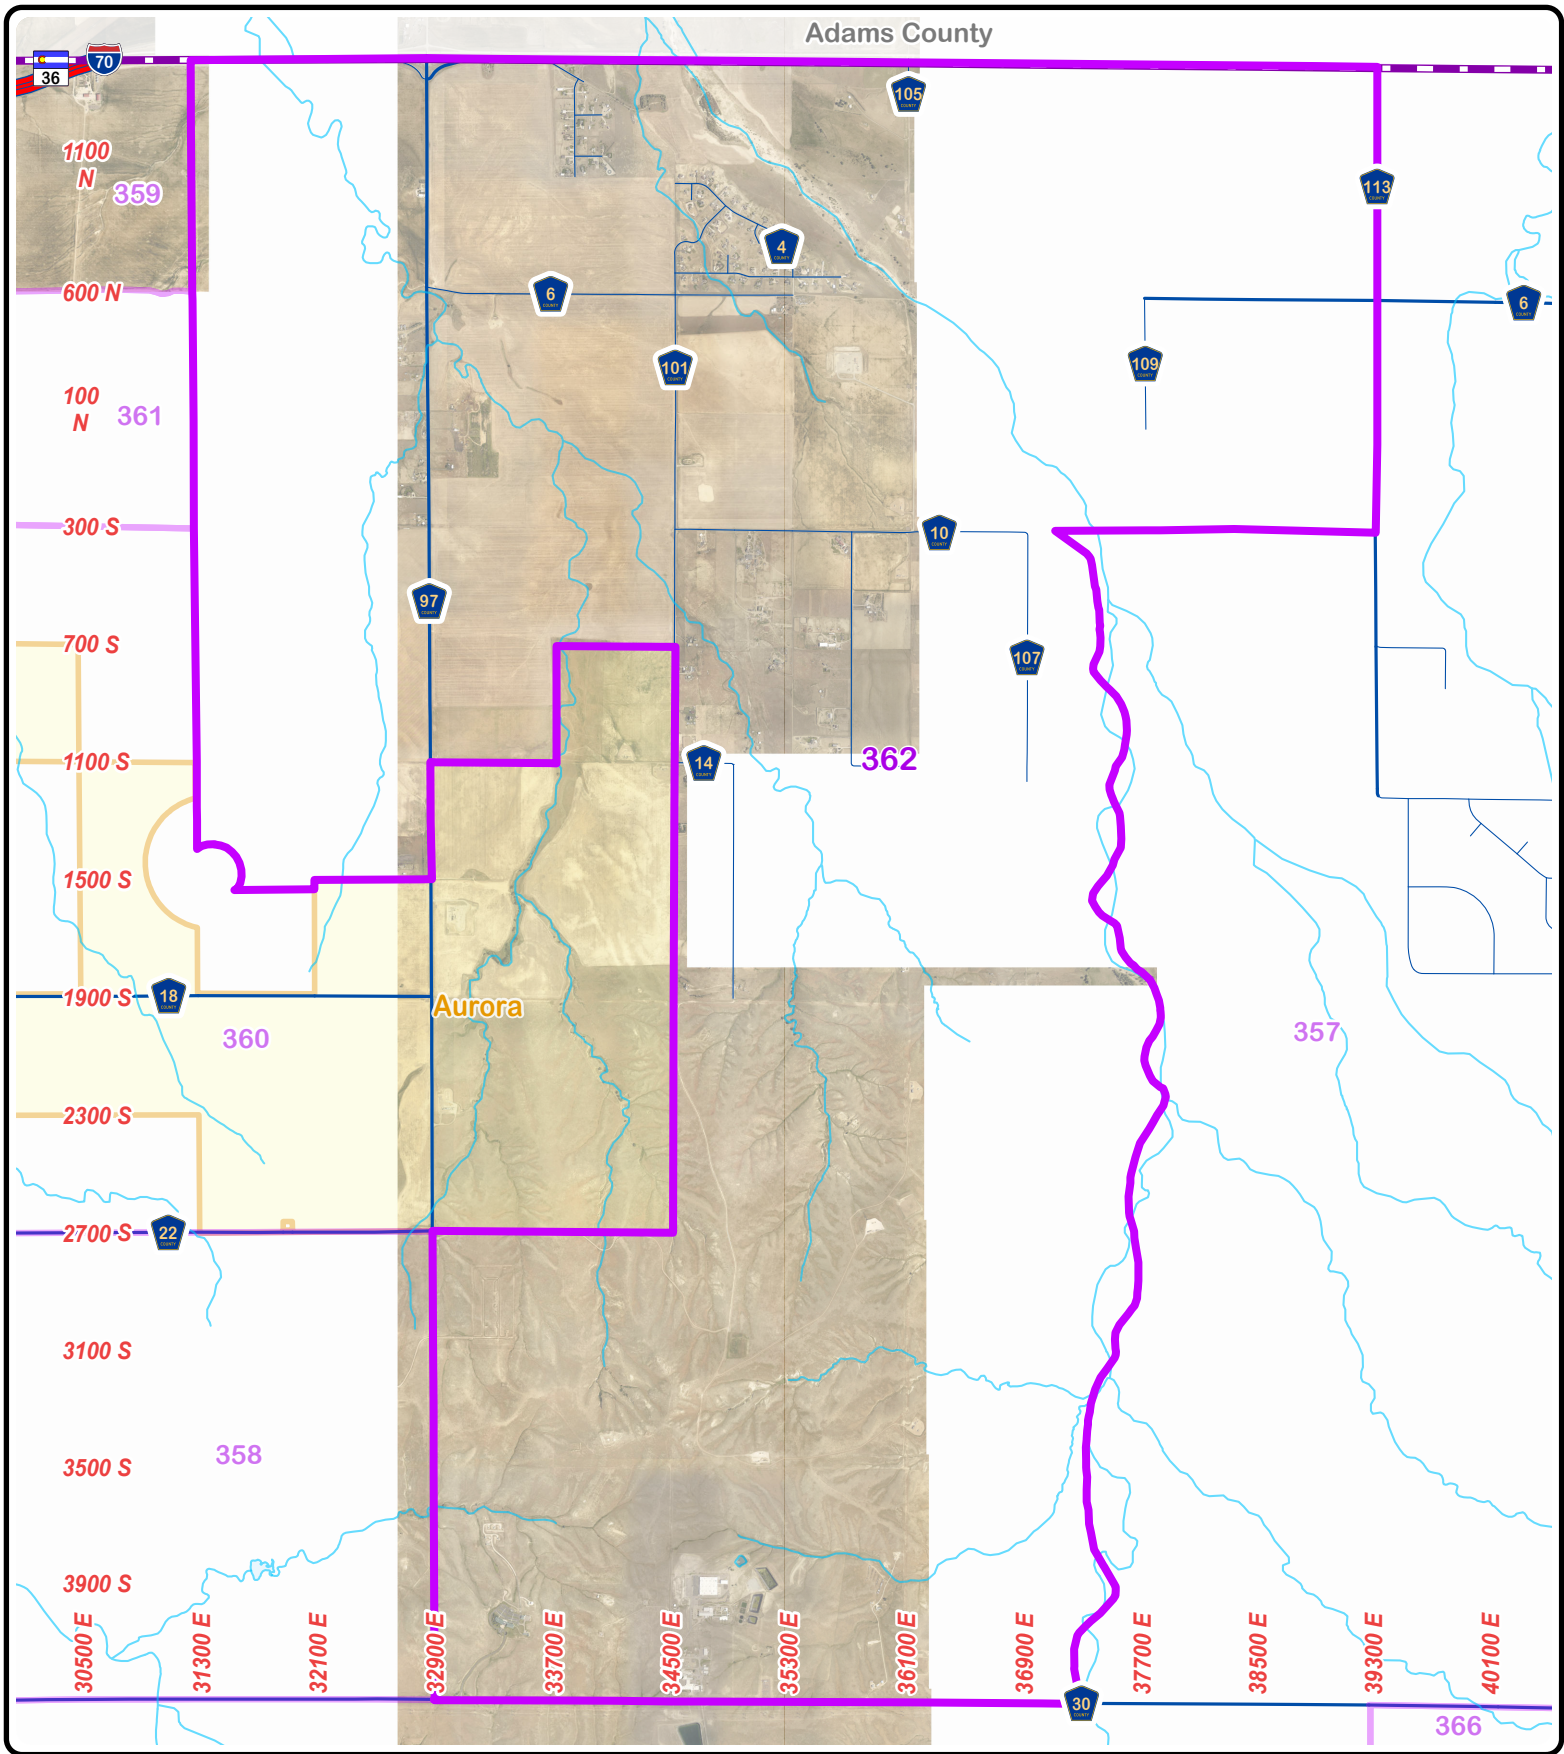 Adams County
70
36
105
1100
N
359
113
4
600 N
6
6
101
109
100
N
361
300 S
10
97
700 S
107
1100 S
14
362
1500 S
1900 S
18
Aurora
360
357
2300 S
2700 S
22
3100 S
358
3500 S
3900 S
30500 E
31300 E
32100 E
32900 E
33700 E
34500 E
35300 E
36100 E
36900 E
37700 E
38500 E
39300 E
40100 E
30
366